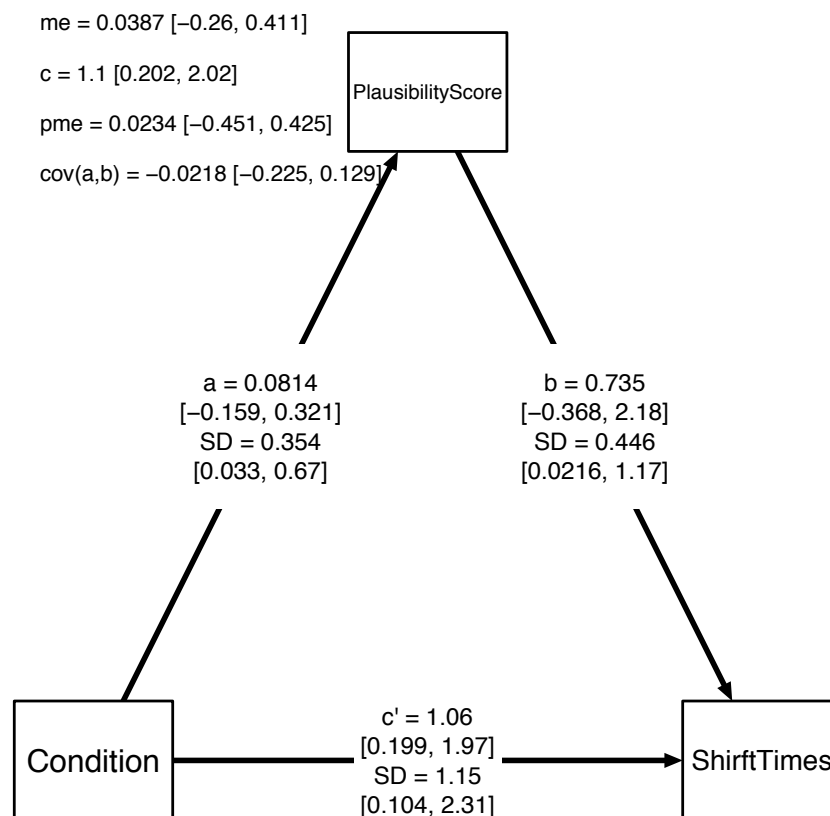 me = 0.0387 [−0.26, 0.411]
c = 1.1 [0.202, 2.02]
pme = 0.0234 [−0.451, 0.425]
cov(a,b) = −0.0218 [−0.225, 0.129]
PlausibilityScore
a = 0.0814
[−0.159, 0.321]
SD = 0.354
[0.033, 0.67]
b = 0.735
[−0.368, 2.18]
SD = 0.446
[0.0216, 1.17]
Condition
c' = 1.06
[0.199, 1.97]
SD = 1.15
[0.104, 2.31]
ShirftTimes